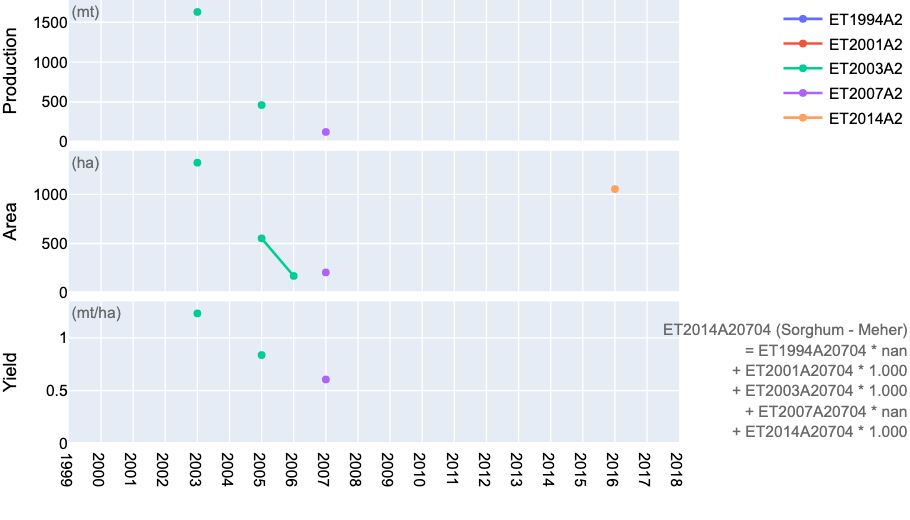 (mt)
1500
1000
500
0
Production
(ha)
1000
500
0
Area
(mt/ha)
1
0.5
0
Yield
1999
2000
2001
2002
2003
2004
2005
2006
2007
2008
2009
2010
2011
2012
2013
2014
2015
2016
2017
2018
ET1994A2
ET2001A2
ET2003A2
ET2007A2
ET2014A2
ET2014A20704 (Sorghum - Meher)
= ET1994A20704 * nan
+ ET2001A20704 * 1.000
+ ET2003A20704 * 1.000
+ ET2007A20704 * nan
+ ET2014A20704 * 1.000